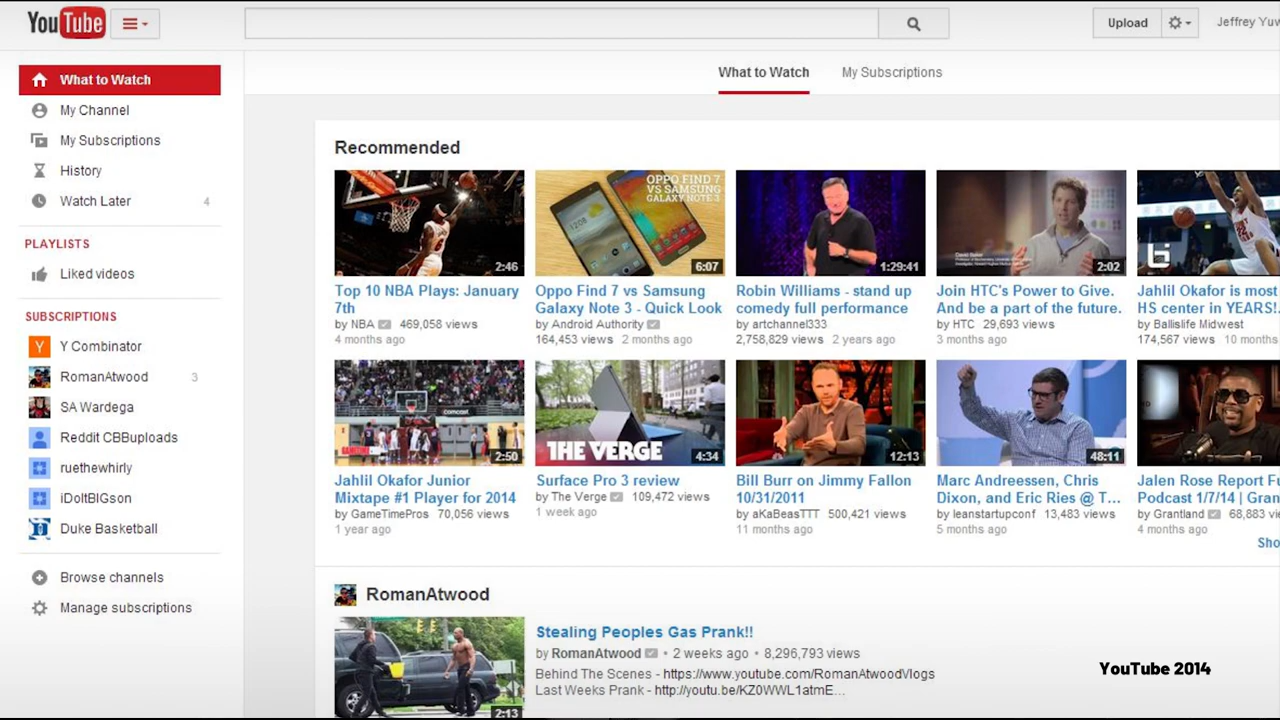 YouTube
Upload
Jeffrey Yuw
What to Watch
My Channel
My Subscriptions
History
Watch Later 4
PLAYLISTS
Liked videos
SUBSCRIPTIONS
Y Combinator
RomanAtwood 3
SA Wardega
Reddit CBBuploads
ruethewhirly
iDoItBIGson
Duke Basketball
Browse channels
Manage subscriptions
What to Watch My Subscriptions
Recommended
2:46
OPPO FIND 7
VS SAMSUNG
GALAXY NOTE 3
6:07
1:29:41
2:02
Top 10 NBA Plays: January
7th
by NBA 469,058 views
4 months ago
Oppo Find 7 vs Samsung
Galaxy Note 3 - Quick Look
by Android Authority
164,453 views 2 months ago
Robin Williams - stand up
comedy full performance
by artchannel333
2,758,829 views 2 years ago
Join HTC's Power to Give.
And be a part of the future.
by HTC 29,693 views
3 months ago
Jahlil Okafor is most
HS center in YEARS!.
by Ballislife Midwest
174,567 views 10 months
2:50
THE VERGE
4:34
12:13
48:11
Jahlil Okafor Junior
Mixtape #1 Player for 2014
by GameTimePros 70,056 views
1 year ago
Surface Pro 3 review
by The Verge 109,472 views
1 week ago
Bill Burr on Jimmy Fallon
10/31/2011
by aKaBeasTTT 500,421 views
11 months ago
Marc Andreessen, Chris
Dixon, and Eric Ries @ T...
by leanstartupconf 13,483 views
5 months ago
Jalen Rose Report Fu
Podcast 1/7/14 | Gran
by Grantland 68,883 vi
4 months ago
Sho
RomanAtwood
Stealing Peoples Gas Prank!!
by RomanAtwood • 2 weeks ago • 8,296,793 views
Behind The Scenes - https://www.youtube.com/RomanAtwoodVlogs
Last Weeks Prank - http://youtu.be/KZ0WWL1atmE...
2:13
YouTube 2014